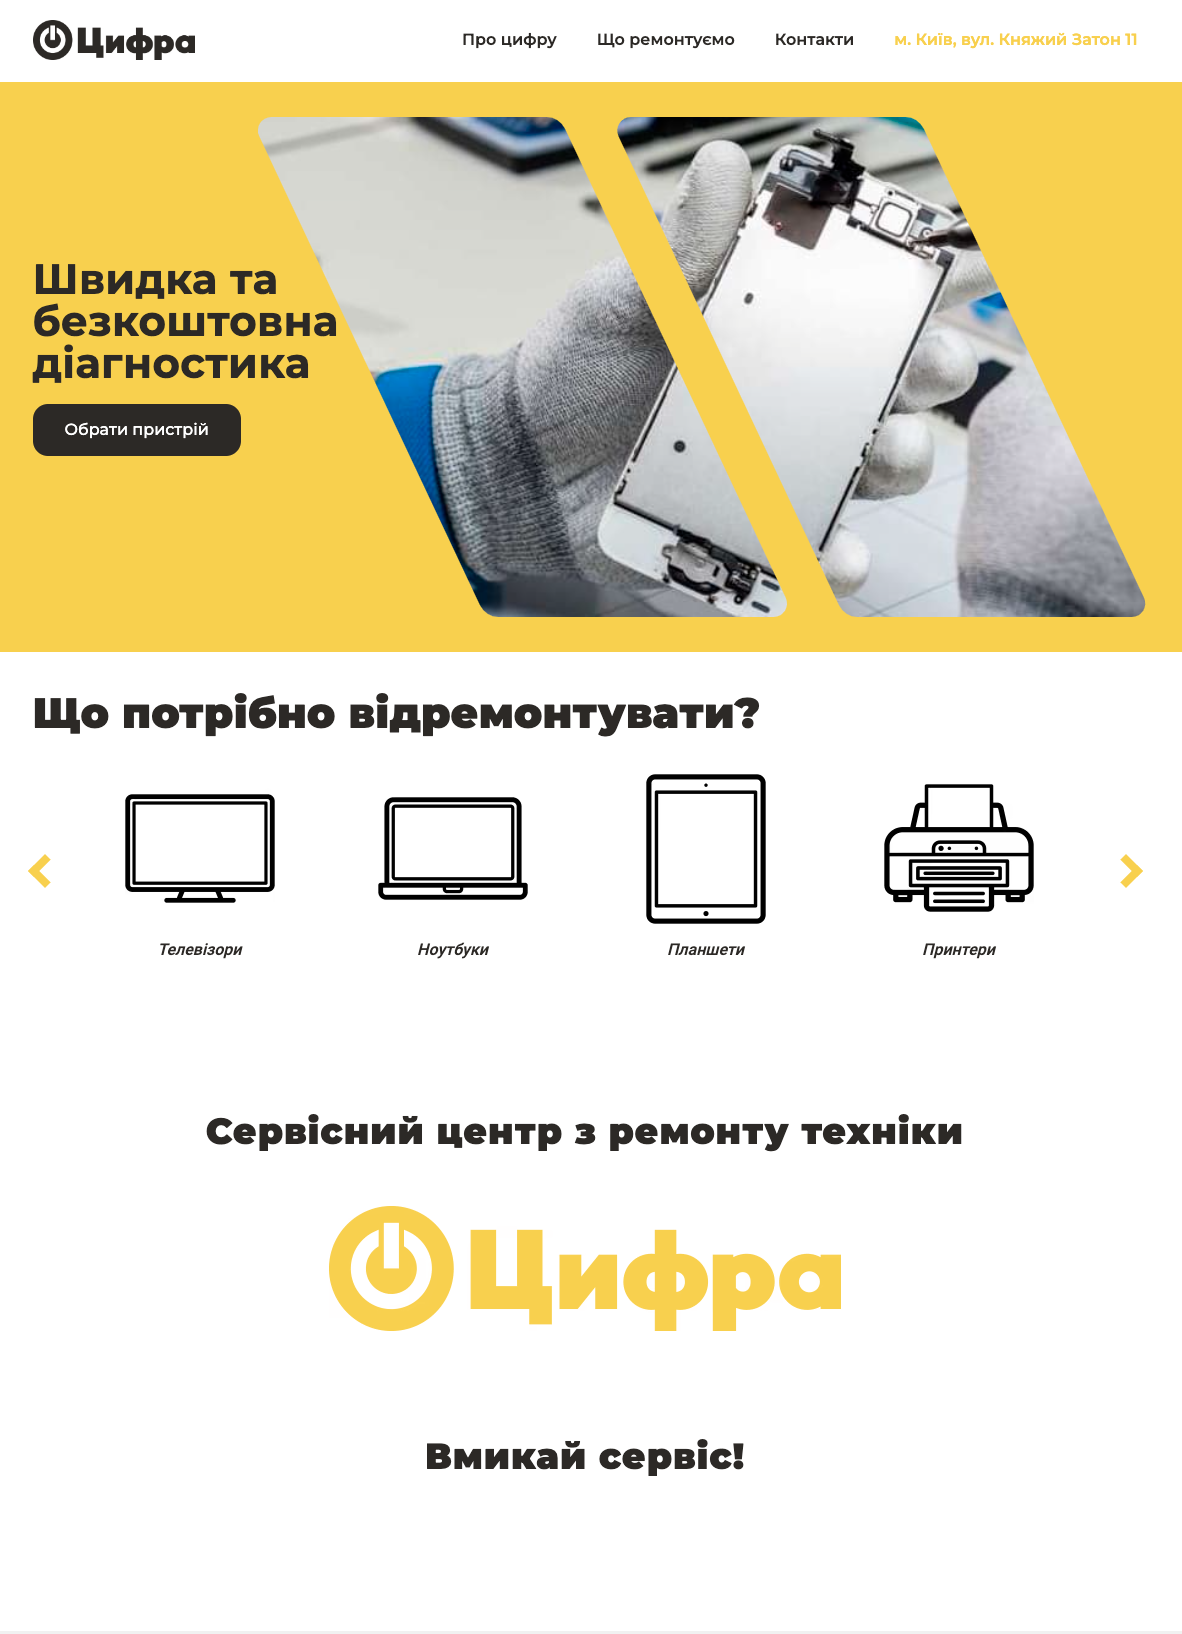 Цифра
Про цифру
Що ремонтуємо
Контакти
м. Київ, вул. Княжий Затон 11
Швидка та
безкоштовна
діагностика
Обрати пристрій
Що потрібно відремонтувати?
Телевізори
Ноутбуки
Планшети
Принтери
Сервісний центр з ремонту техніки
Цифра
Вмикай сервіс!